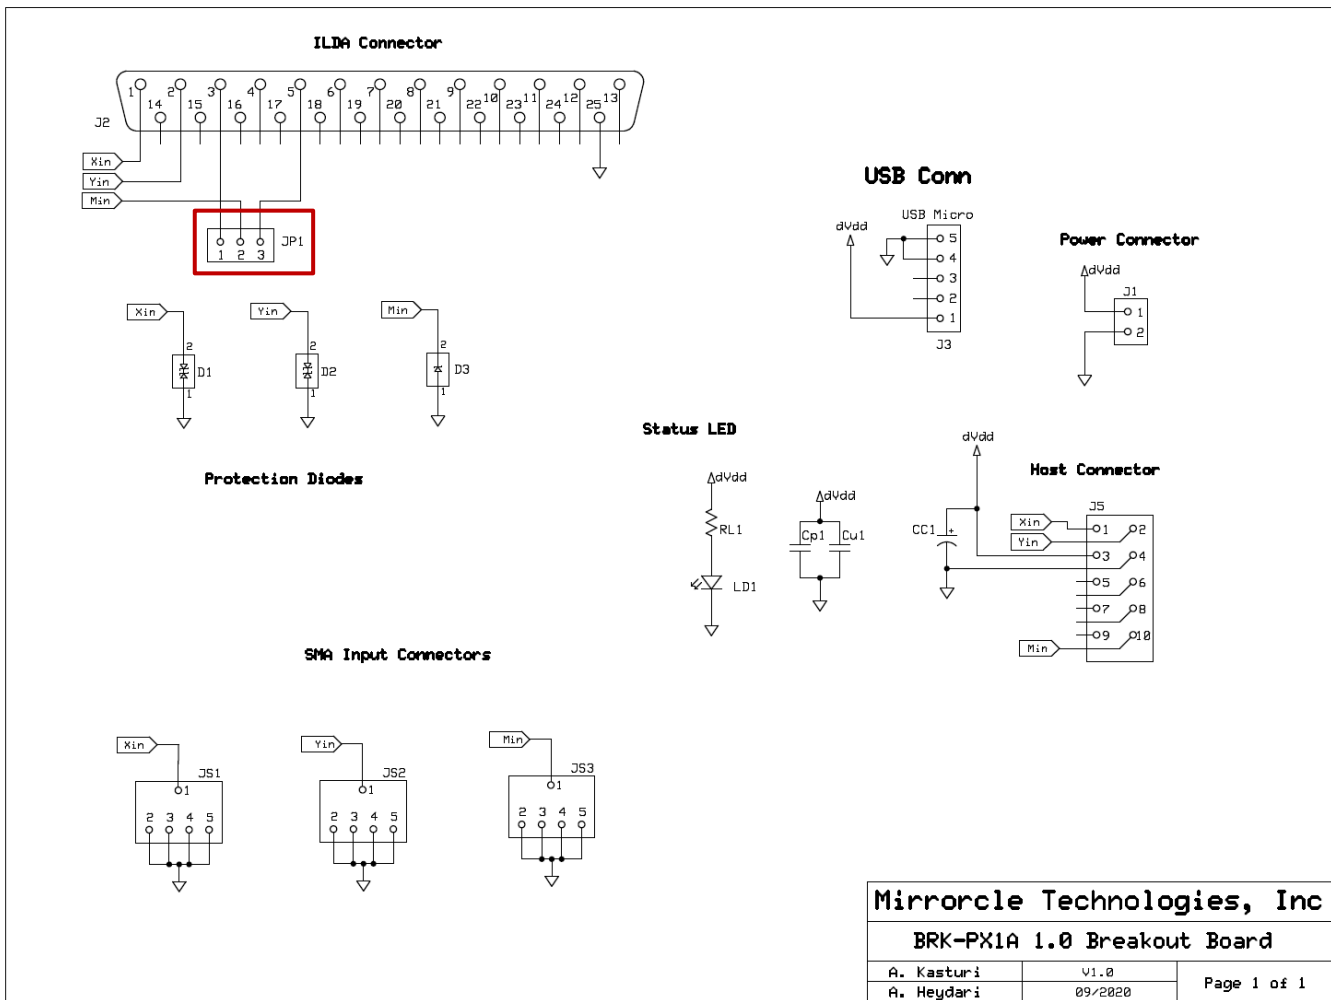 ILDA Connector
1 2 3 4 5 6 7 8 9 10 11 12 13
14 15 16 17 18 19 20 21 22 23 24 25
J2
Xin
Yin
Min
JP1
1 2 3
USB Conn
USB Micro
dVdd
5
4
3
2
1
J3
Power Connector
dVdd
J1
1
2
Xin Yin Min
2 2 2
D1 D2 D3
1 1 1
Protection Diodes
Status LED
dVdd
RL1
LD1
dVdd
Cp1 Cu1
dVdd
CC1
+
Host Connector
J5
Xin
Yin
1 2
3 4
5 6
7 8
9 10
Min
SMA Input Connectors
Xin Yin Min
JS1 JS2 JS3
1 1 1
2 3 4 5 2 3 4 5 2 3 4 5
Mirrorcle Technologies, Inc
BRK-PX1A 1.0 Breakout Board
A. Kasturi V1.0 Page 1 of 1
A. Heydari 09/2020